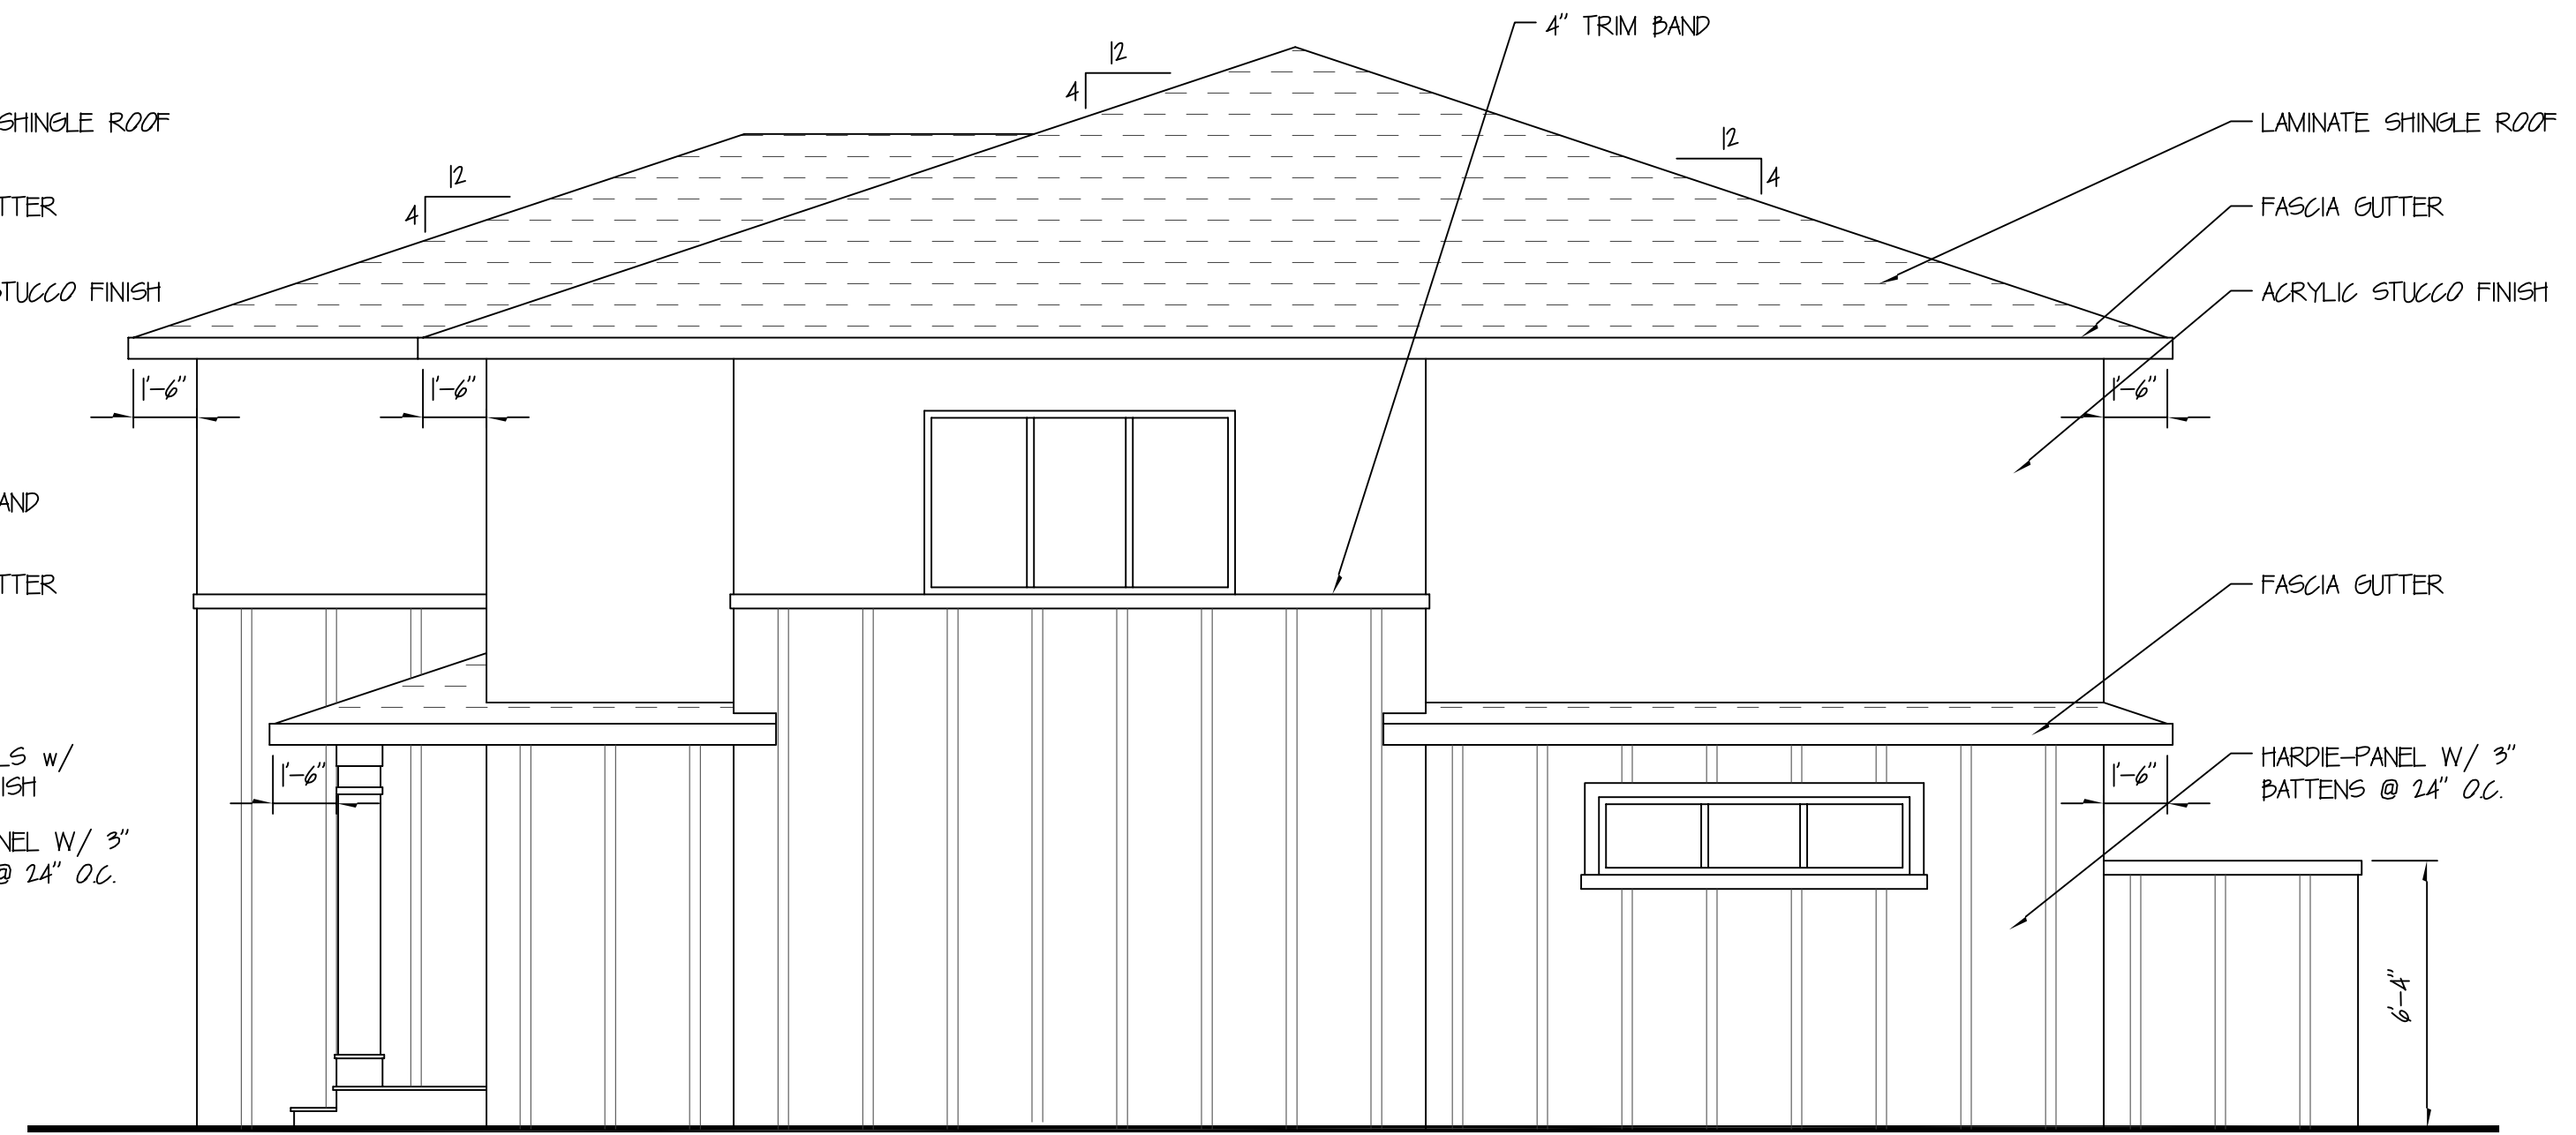 4" TRIM BAND
12
4
SHINGLE ROOF
12
4
LAMINATE SHINGLE ROOF
12
4
TTER
FASCIA GUTTER
STUCCO FINISH
ACRYLIC STUCCO FINISH
1'-6"
1'-6"
1'-6"
AND
TTER
FASCIA GUTTER
LS w/
ISH
1'-6"
1'-6"
HARDIE-PANEL W/ 3"
BATTENS @ 24" O.C.
NEL W/ 3"
@ 24" O.C.
6'-4"